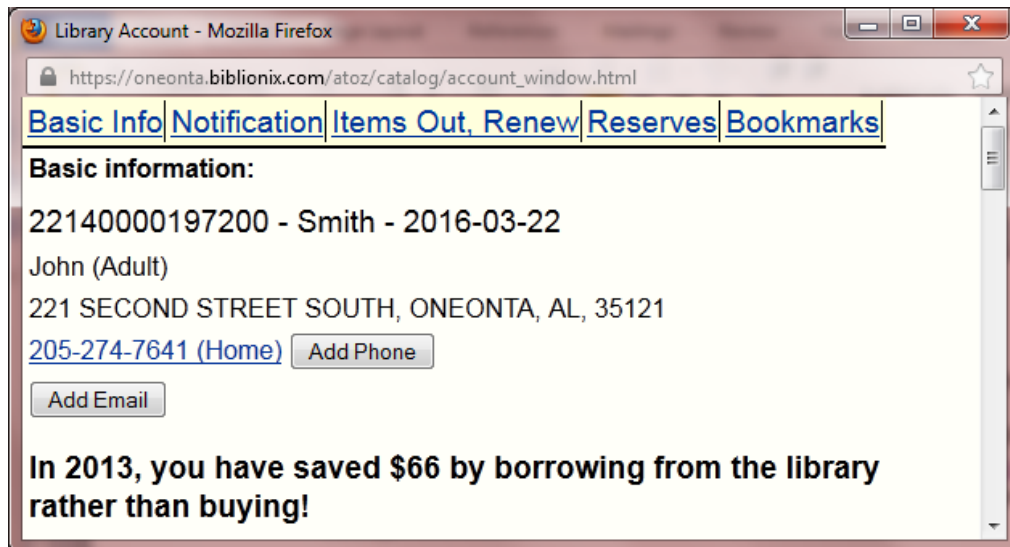 Library Account - Mozilla Firefox
https://oneonta.biblionix.com/atoz/catalog/account_window.html
Basic Info Notification Items Out, Renew Reserves Bookmarks
Basic information:
22140000197200 - Smith - 2016-03-22
John (Adult)
221 SECOND STREET SOUTH, ONEONTA, AL, 35121
205-274-7641 (Home) Add Phone
Add Email
In 2013, you have saved $66 by borrowing from the library
rather than buying!